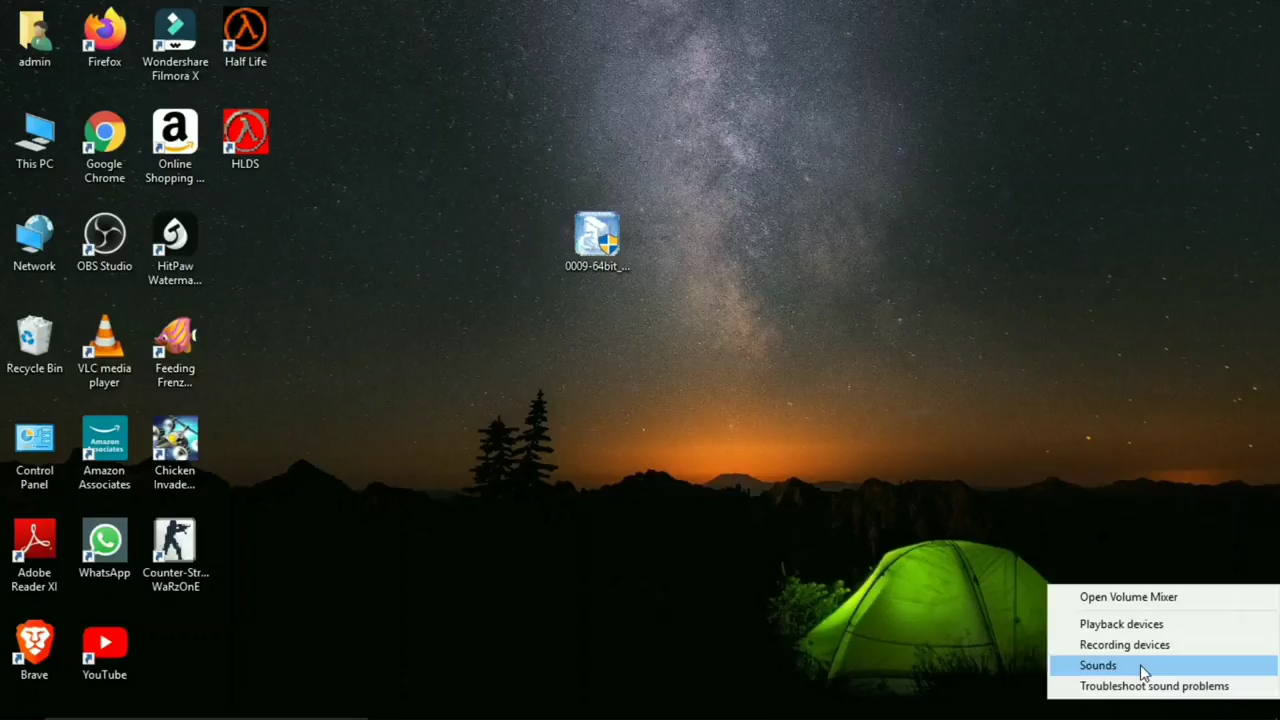 admin
Firefox
Wondershare
Filmora X
Half Life
This PC
Google
Chrome
a
Online
Shopping ...
HLDS
Network
OBS Studio
HitPaw
Waterma...
0009-64bit_...
Recycle Bin
VLC media
player
Feeding
Frenz...
Control
Panel
Amazon
Associates
Amazon
Associates
Chicken
Invade...
Adobe
Reader XI
WhatsApp
Counter-Str...
WaRzOnE
Brave
YouTube
Open Volume Mixer
Playback devices
Recording devices
Sounds
Troubleshoot sound problems